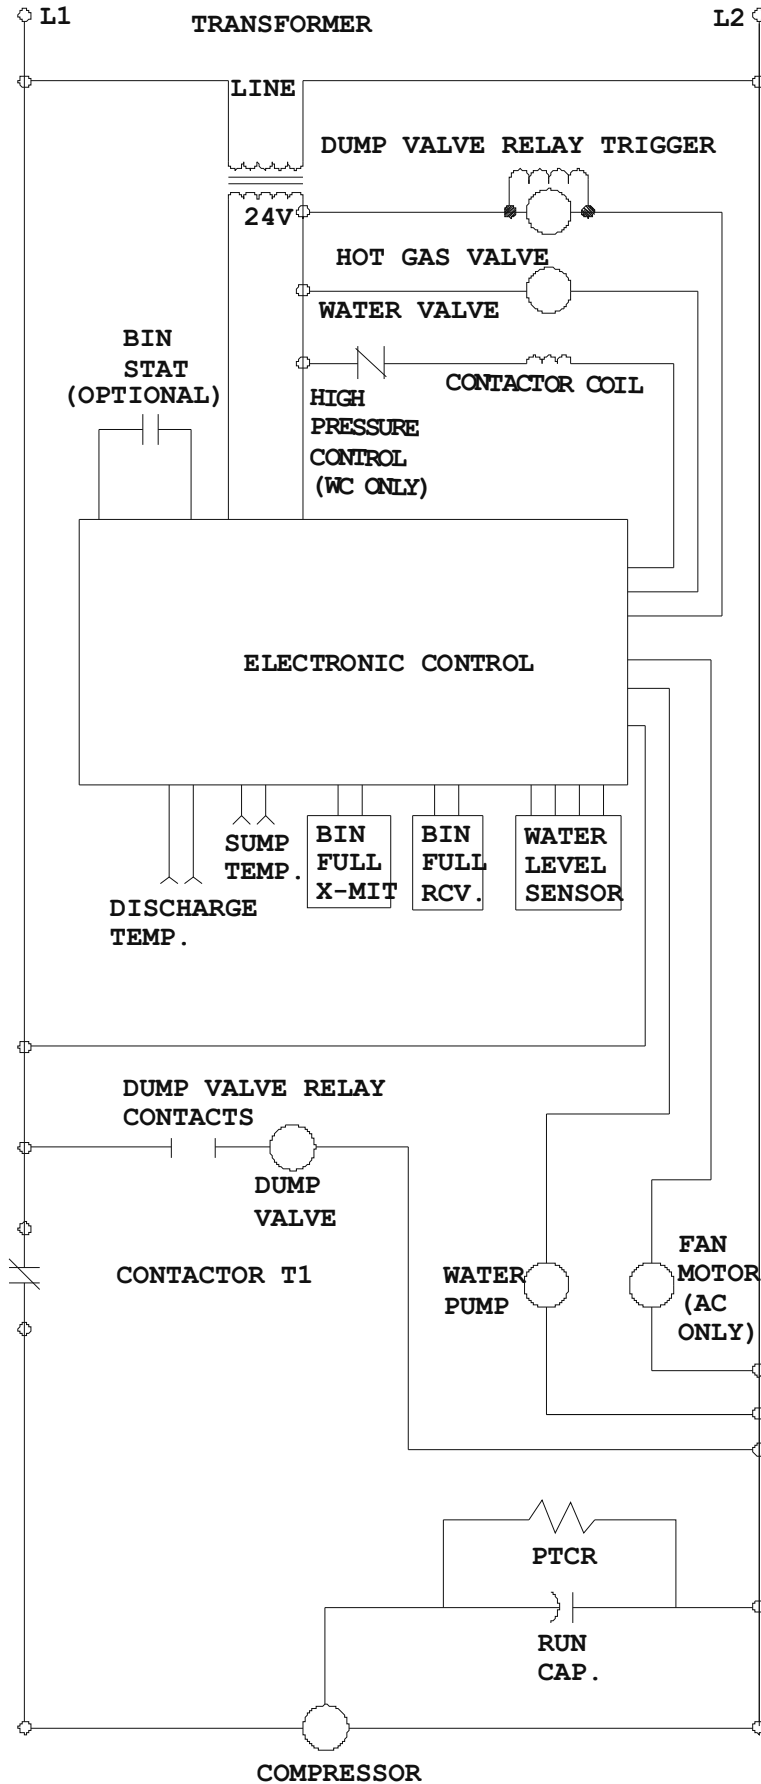 L1
TRANSFORMER
L2
LINE
DUMP VALVE RELAY TRIGGER
24V
HOT GAS VALVE
WATER VALVE
BIN
STAT
(OPTIONAL)
CONTACTOR COIL
HIGH
PRESSURE
CONTROL
(WC ONLY)
ELECTRONIC CONTROL
DISCHARGE
TEMP.
SUMP
TEMP.
BIN
FULL
X-MIT
BIN
FULL
RCV.
WATER
LEVEL
SENSOR
DUMP VALVE RELAY
CONTACTS
DUMP
VALVE
CONTACTOR T1
WATER
PUMP
FAN
MOTOR
(AC
ONLY)
PTCR
RUN
CAP.
COMPRESSOR